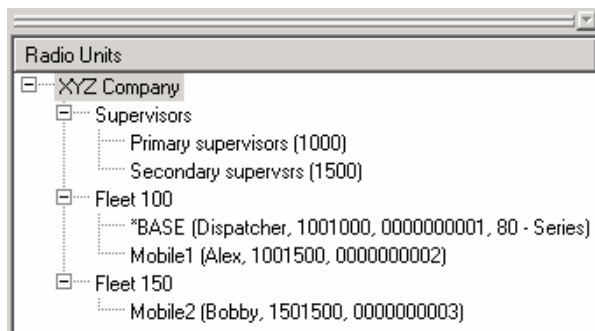 Radio Units
XYZ Company
Supervisors
Primary supervisors (1000)
Secondary supervsrs (1500)
Fleet 100
*BASE (Dispatcher, 1001000, 0000000001, 80 - Series)
Mobile1 (Alex, 1001500, 0000000002)
Fleet 150
Mobile2 (Bobby, 1501500, 0000000003)